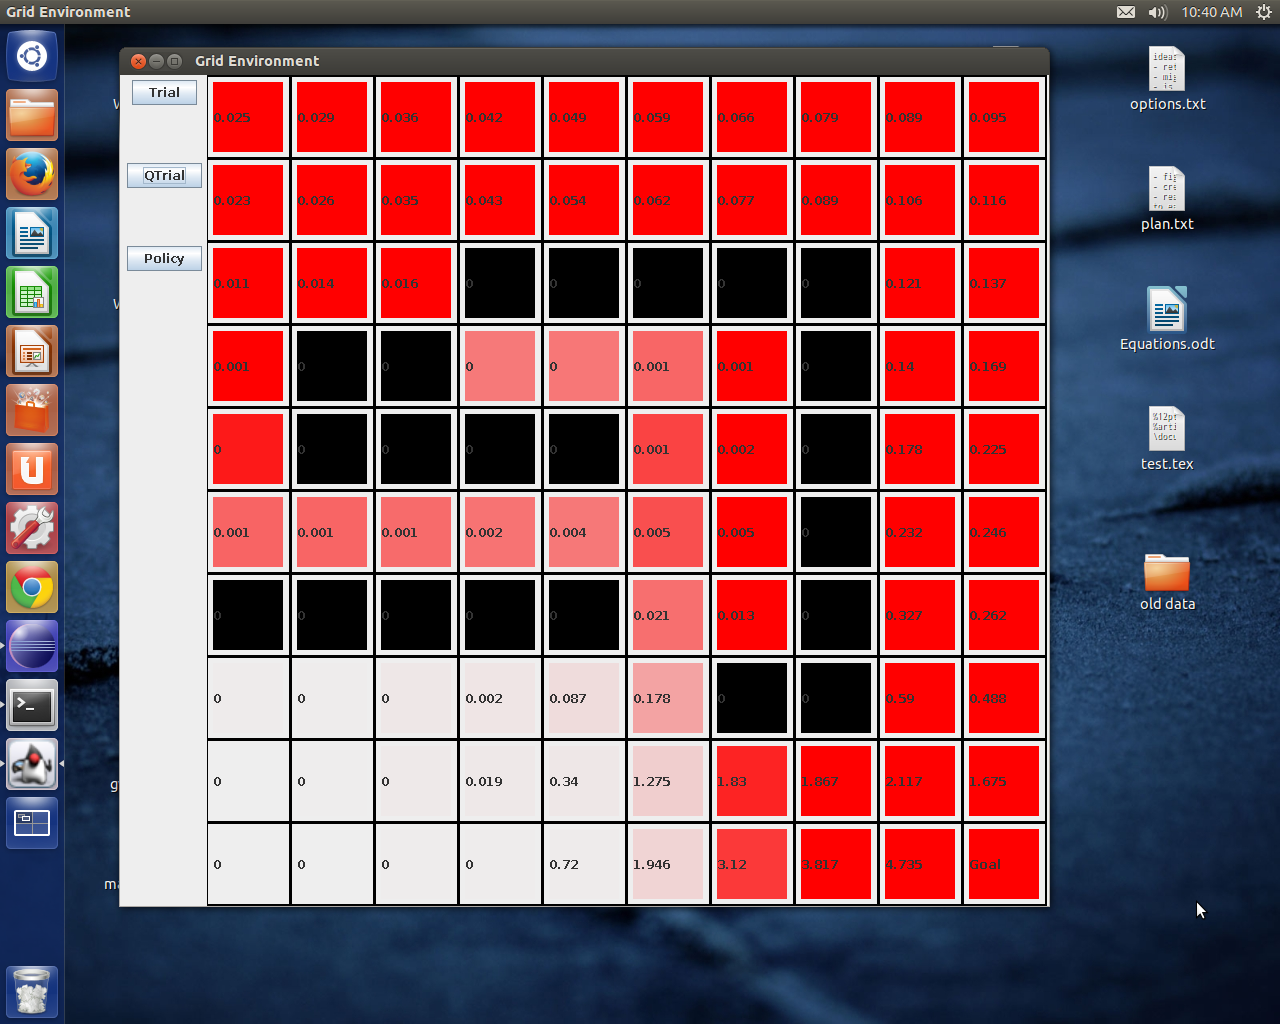 Grid Environment
10:40 AM
Grid Environment
Trial
QTrial
Policy
0.025 0.029 0.036 0.042 0.049 0.059 0.066 0.079 0.089 0.095
0.023 0.026 0.035 0.043 0.054 0.062 0.077 0.089 0.106 0.116
0.011 0.014 0.016 0 0 0 0 0 0.121 0.137
0.001 0 0 0 0 0.001 0.001 0 0.14 0.169
0 0 0 0 0 0.001 0.002 0 0.178 0.225
0.001 0.001 0.001 0.002 0.004 0.005 0.005 0 0.232 0.246
0 0 0 0 0 0.021 0.013 0 0.327 0.262
0 0 0 0.002 0.087 0.178 0 0 0.59 0.488
0 0 0 0.019 0.34 1.275 1.83 1.867 2.117 1.675
0 0 0 0 0.72 1.946 3.12 3.817 4.735 Goal
options.txt
plan.txt
Equations.odt
test.tex
old data